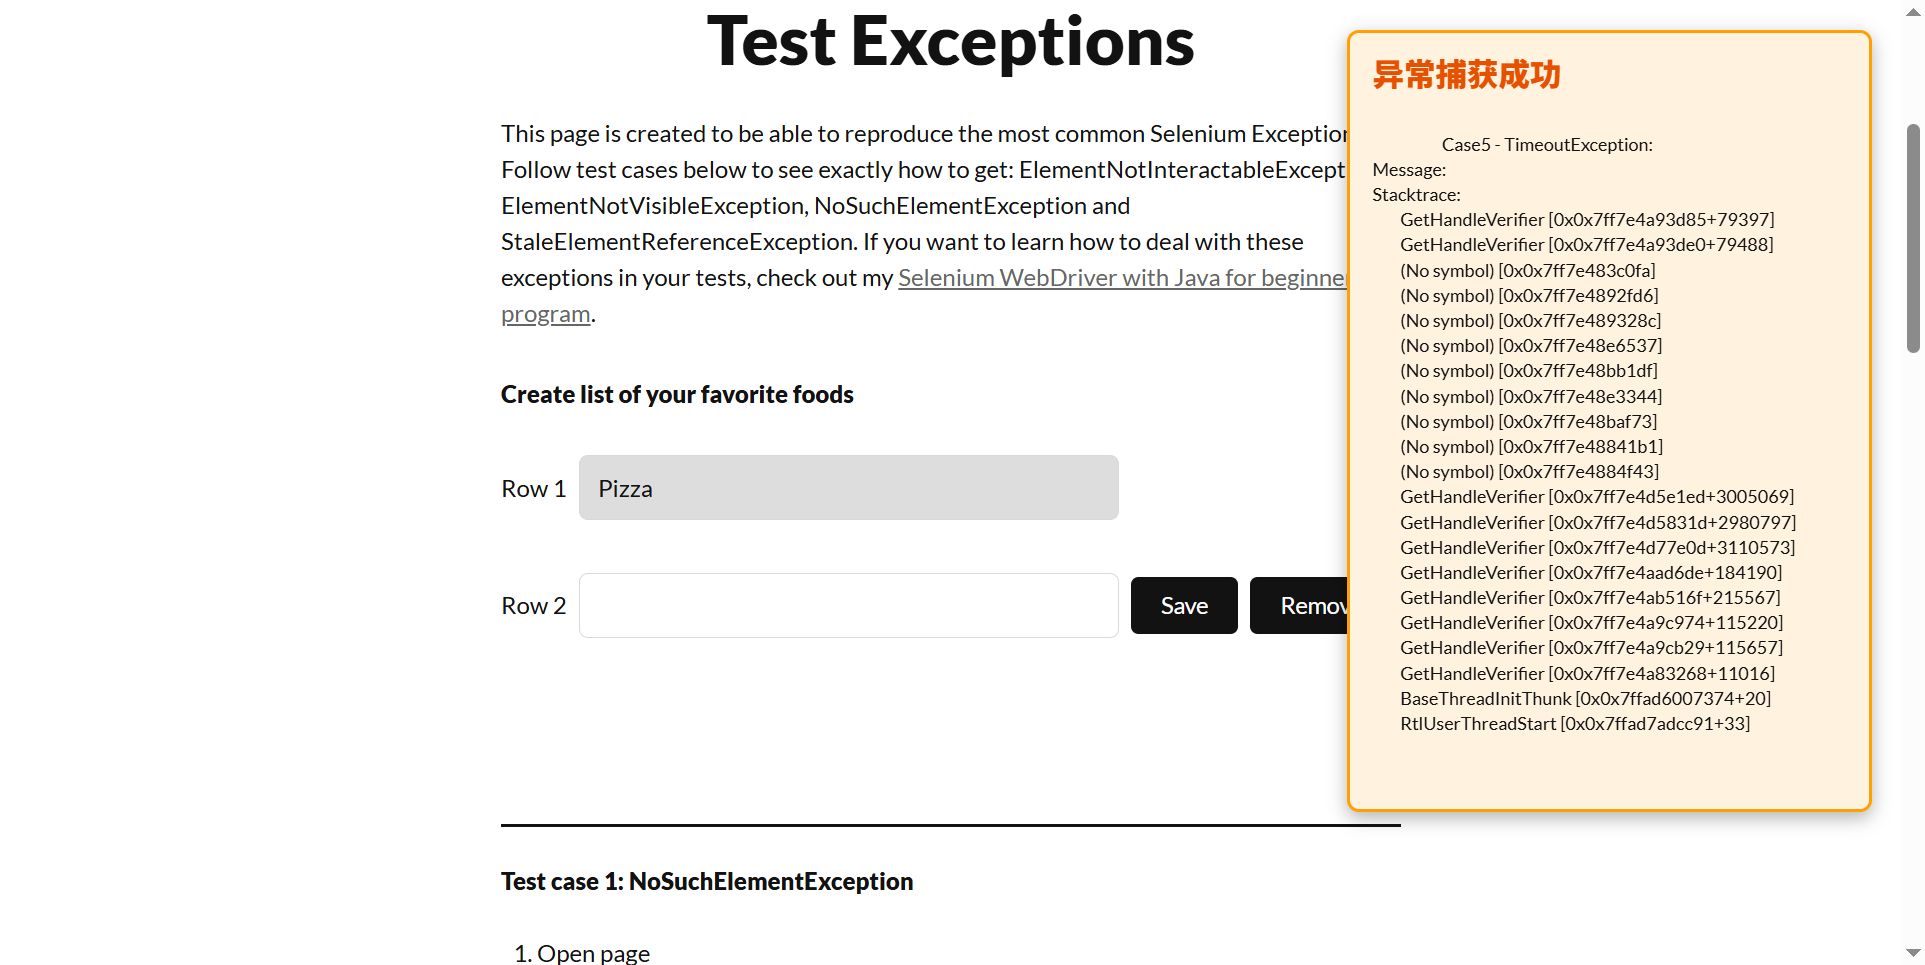 Test Exceptions
This page is created to be able to reproduce the most common Selenium Exception
Follow test cases below to see exactly how to get: ElementNotInteractableExcept
ElementNotVisibleException, NoSuchElementException and
StaleElementReferenceException. If you want to learn how to deal with these
exceptions in your tests, check out my Selenium WebDriver with Java for beginner
program.
Create list of your favorite foods
Row 1 Pizza
Row 2 Save Remov
Test case 1: NoSuchElementException
1. Open page
异常捕获成功
Case5 - TimeoutException:
Message:
Stacktrace:
GetHandleVerifier [0x0x7ff7e4a93d85+79397]
GetHandleVerifier [0x0x7ff7e4a93de0+79488]
(No symbol) [0x0x7ff7e483c0fa]
(No symbol) [0x0x7ff7e4892fd6]
(No symbol) [0x0x7ff7e489328c]
(No symbol) [0x0x7ff7e48e6537]
(No symbol) [0x0x7ff7e48bb1df]
(No symbol) [0x0x7ff7e48e3344]
(No symbol) [0x0x7ff7e48baf73]
(No symbol) [0x0x7ff7e48841b1]
(No symbol) [0x0x7ff7e4884f43]
GetHandleVerifier [0x0x7ff7e4d5e1ed+3005069]
GetHandleVerifier [0x0x7ff7e4d5831d+2980797]
GetHandleVerifier [0x0x7ff7e4d77e0d+3110573]
GetHandleVerifier [0x0x7ff7e4aad6de+184190]
GetHandleVerifier [0x0x7ff7e4ab516f+215567]
GetHandleVerifier [0x0x7ff7e4a9c974+115220]
GetHandleVerifier [0x0x7ff7e4a9cb29+115657]
GetHandleVerifier [0x0x7ff7e4a83268+11016]
BaseThreadInitThunk [0x0x7ffad6007374+20]
RtlUserThreadStart [0x0x7ffad7adcc91+33]